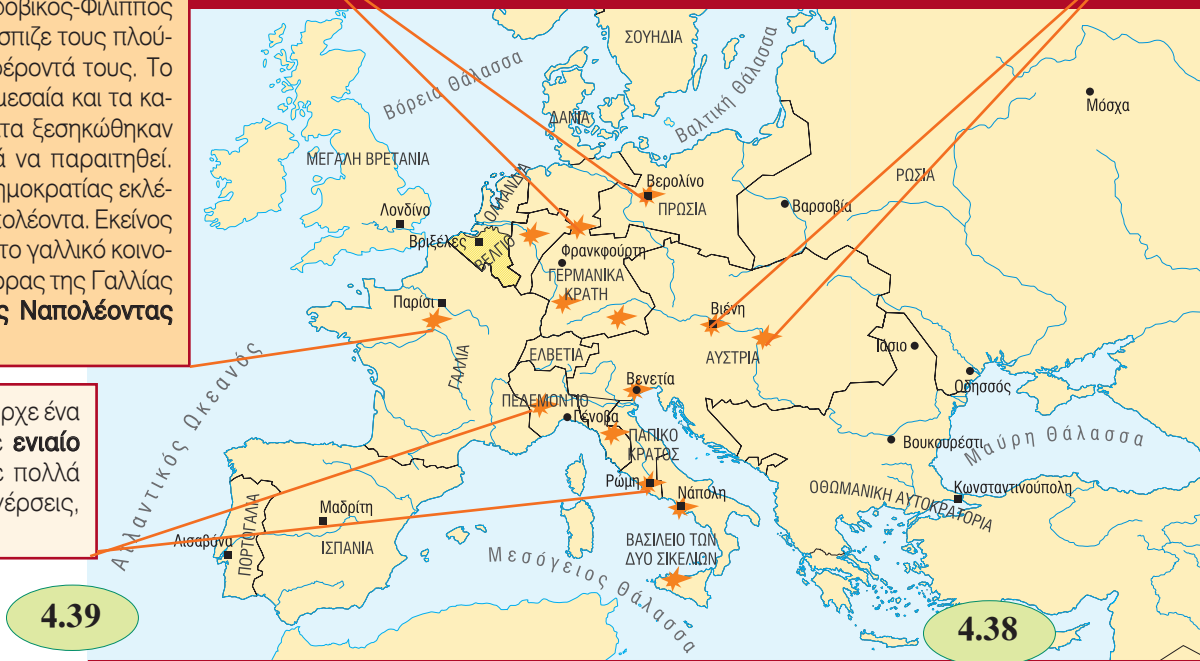 δοβίκος-Φίλιππος
σπιζε τους πλού-
φέροντά τους. Το
μεσαία και τα κα-
τα ξεσηκώθηκαν
ά να παραιτηθεί.
ημοκρατίας εκλέ-
πολέοντα. Εκείνος
το γαλλικό κοινο-
ορας της Γαλλίας
ς Ναπολέοντας
ρχε ένα
ε ενιαίο
ε πολλά
γέρσεις,
4.39
ΣΟΥΗΔΙΑ
Βόρεια Θάλασσα
Βαλτική Θάλασσα
ΔΑΝΙΑ
Μόσχα
ΜΕΓΑΛΗ ΒΡΕΤΑΝΙΑ
ΡΩΣΙΑ
Βερολίνο
ΠΡΩΣΙΑ
ΟΛΛΑΝΔΙΑ
Λονδίνο
Βαρσοβία
Βριξέλες
ΒΕΛΓΙΟ
Φρανκφούρτη
ΓΕΡΜΑΝΙΚΑ
ΚΡΑΤΗ
Παρίσι
Βιένη
ΓΑΛΛΙΑ
ΕΛΒΕΤΙΑ
ΑΥΣΤΡΙΑ
Ιάσιο
Οδησσός
Ατλαντικός Ωκεανός
Βενετία
ΠΕΔΕΜΟΝΤΙΟ
Γένοβα
ΠΑΠΙΚΟ
ΚΡΑΤΟΣ
Βουκουρέστι
Μαύρη Θάλασσα
Ρώμη
Νάπολη
ΟΘΩΜΑΝΙΚΗ ΑΥΤΟΚΡΑΤΟΡΙΑ
Κωνσταντινούπολη
Μαδρίτη
ΙΣΠΑΝΙΑ
Λισαβόνα
ΠΟΡΤΟΓΑΛΙΑ
ΒΑΣΙΛΕΙΟ ΤΩΝ
ΔΥΟ ΣΙΚΕΛΙΩΝ
Μεσόγειος Θάλασσα
4.38